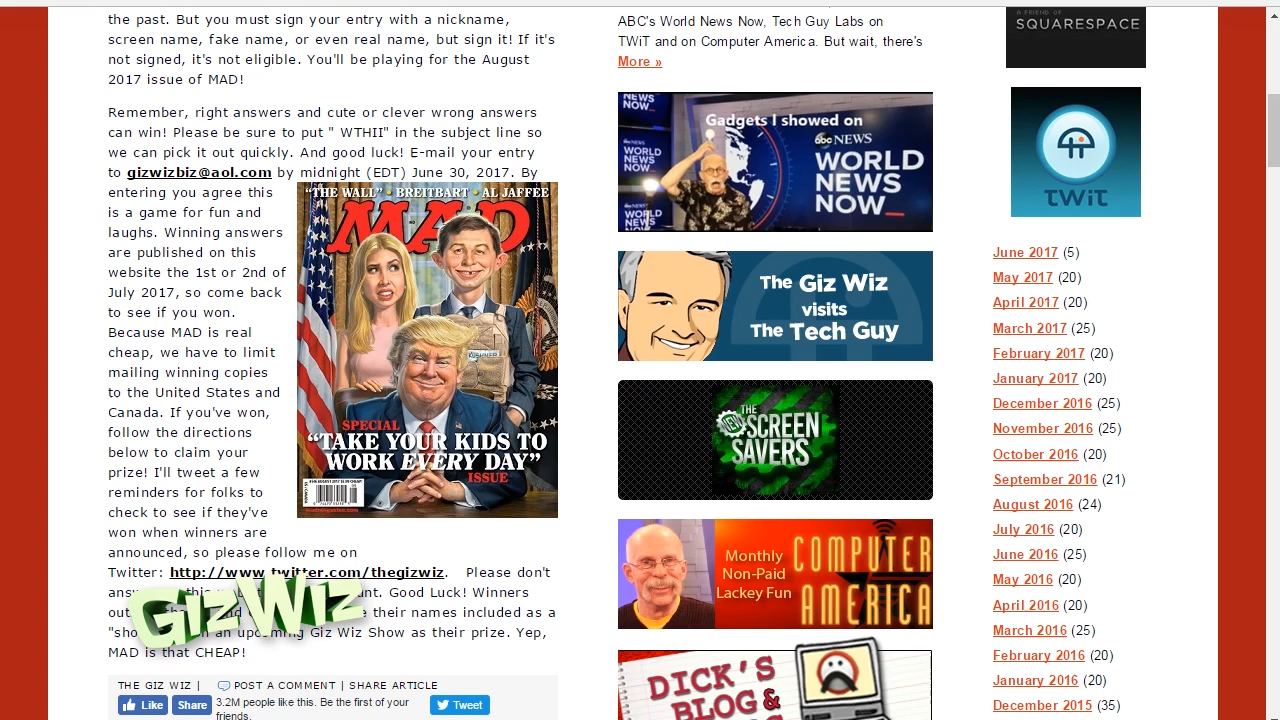 the past. But you must sign your entry with a nickname,
screen name, fake name, or real name, but sign it! If it's
not signed, it's not eligible. You'll be playing for the August
2017 issue of MAD!
Remember, right answers and cute or clever wrong answers
can win! Please be sure to put " WTHII" in the subject line so
we can pick it out quickly. And good luck! E-mail your entry
to gizwiz@aol.com by midnight (EDT) June 30, 2017. By
entering you agree this
is a game for fun and
laughs. Winning answers
are published on this
website the 1st or 2nd of
July 2017, so come back
to see if you won.
Because MAD is real
cheap, we have to limit
mailing winning copies
to the United States and
Canada. If you've won,
follow the directions
below to claim your
prize! I'll tweet a few
reminders for folks to
check to see if they've
won when winners are
announced, so please follow me on
Twitter: http://www.twitter.com/thegizwiz. Please don't
Good Luck! Winners
their names included as a
upcoming Giz Wiz Show as their prize. Yep,
MAD is that CHEAP!
GizWiz
"THE WALL" • BREITBART • AL JAFFEE
MAD
KUSHNER
SPECIAL
"TAKE YOUR KIDS TO
WORK EVERY DAY"
ISSUE
THE GIZ WIZ
POST A COMMENT | SHARE ARTICLE
Like
Share
3.2M people like this. Be the first of your
friends.
Tweet
ABC's World News Now, Tech Guy Labs on
TWiT and on Computer America. But wait, there's
More »
NEWS
NOW
Gadgets I showed on
abc NEWS
WORLD
NEWS
NOW
WORLD
NEWS
NOW
The Giz Wiz
visits
The Tech Guy
THE
NEW
SCREEN
SAVERS
Monthly
Non-Paid
Lackey Fun
COMPUTER
AMERICA
DICK'S
BLOG &
A FRIEND OF
SQUARESPACE
TWiT
June 2017 (5)
May 2017 (20)
April 2017 (20)
March 2017 (25)
February 2017 (20)
January 2017 (20)
December 2016 (25)
November 2016 (25)
October 2016 (20)
September 2016 (21)
August 2016 (24)
July 2016 (20)
June 2016 (25)
May 2016 (20)
April 2016 (20)
March 2016 (25)
February 2016 (20)
January 2016 (20)
December 2015 (35)